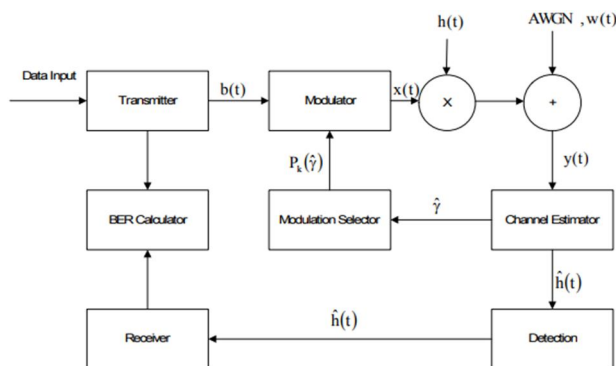 h(t)
AWGN , w(t)
Data Input
Transmitter
b(t)
Modulator
x(t)
X
+
P_k(γ̂)
y(t)
BER Calculator
Modulation Selector
γ̂
Channel Estimator
ĥ(t)
Receiver
ĥ(t)
Detection